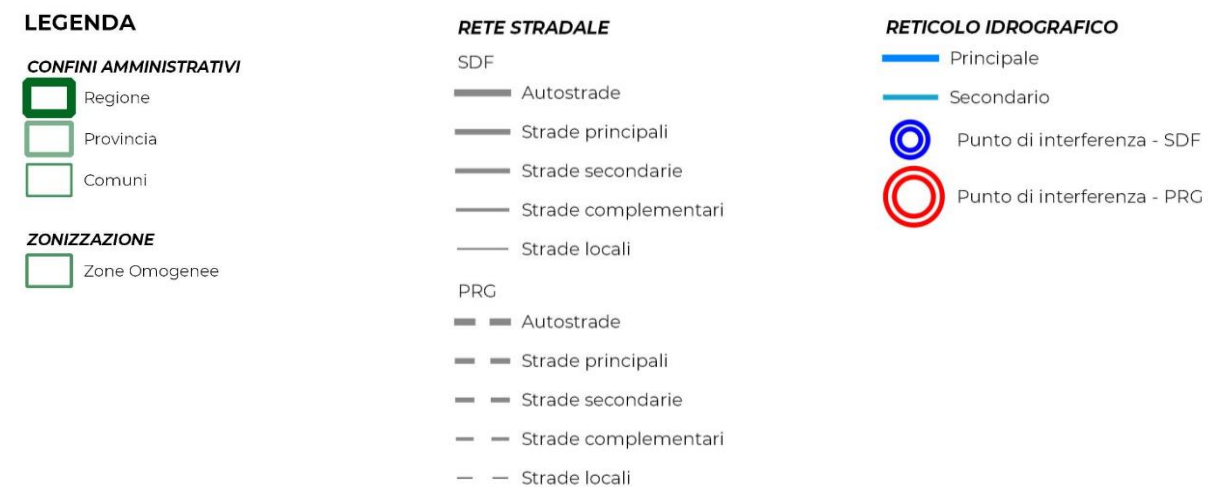 LEGENDA
CONFINI AMMINISTRATIVI
Regione
Provincia
Comuni
ZONIZZAZIONE
Zone Omogenee
RETE STRADALE
SDF
Autostrade
Strade principali
Strade secondarie
Strade complementari
Strade locali
PRG
Autostrade
Strade principali
Strade secondarie
Strade complementari
Strade locali
RETICOLO IDROGRAFICO
Principale
Secondario
Punto di interferenza - SDF
Punto di interferenza - PRG